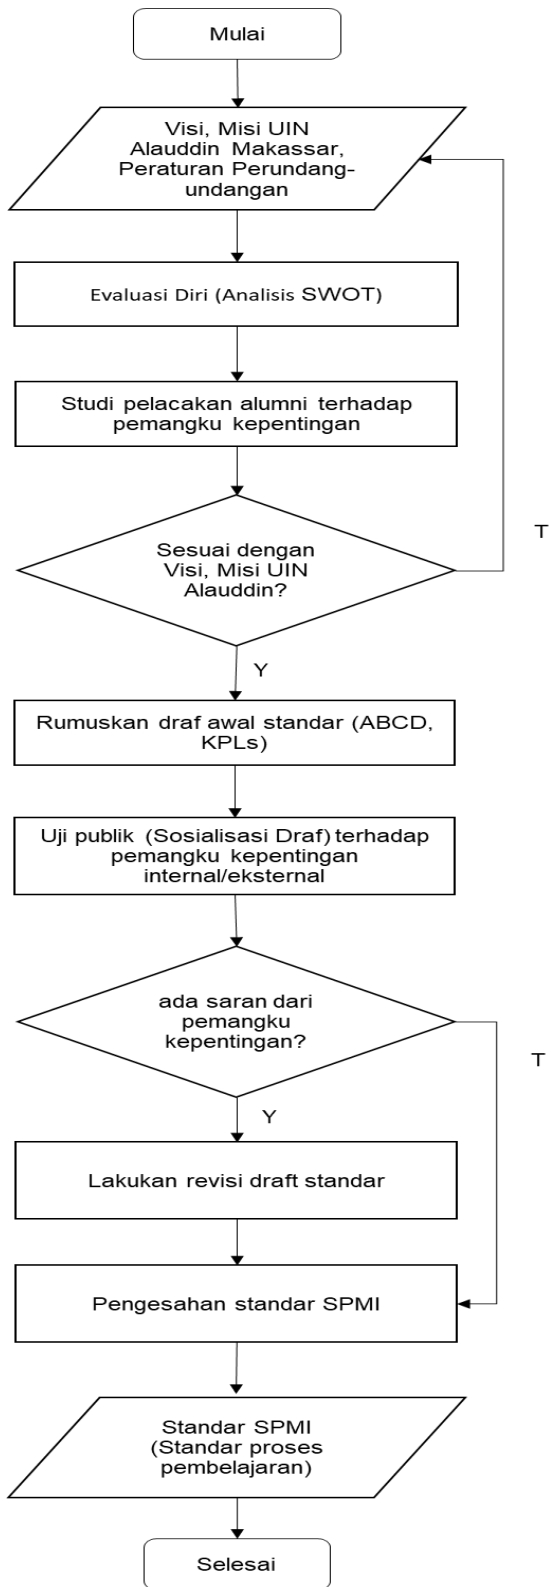 Mulai
Visi, Misi UIN
Alauddin Makassar,
Peraturan Perundang-
undangan
Evaluasi Diri (Analisis SWOT)
Studi pelacakan alumni terhadap
pemangku kepentingan
Sesuai dengan
Visi, Misi UIN
Alauddin?
T
Y
Rumuskan draf awal standar (ABCD,
KPLs)
Uji publik (Sosialisasi Draf) terhadap
pemangku kepentingan
internal/eksternal
ada saran dari
pemangku
kepentingan?
T
Y
Lakukan revisi draft standar
Pengesahan standar SPMI
Standar SPMI
(Standar proses
pembelajaran)
Selesai